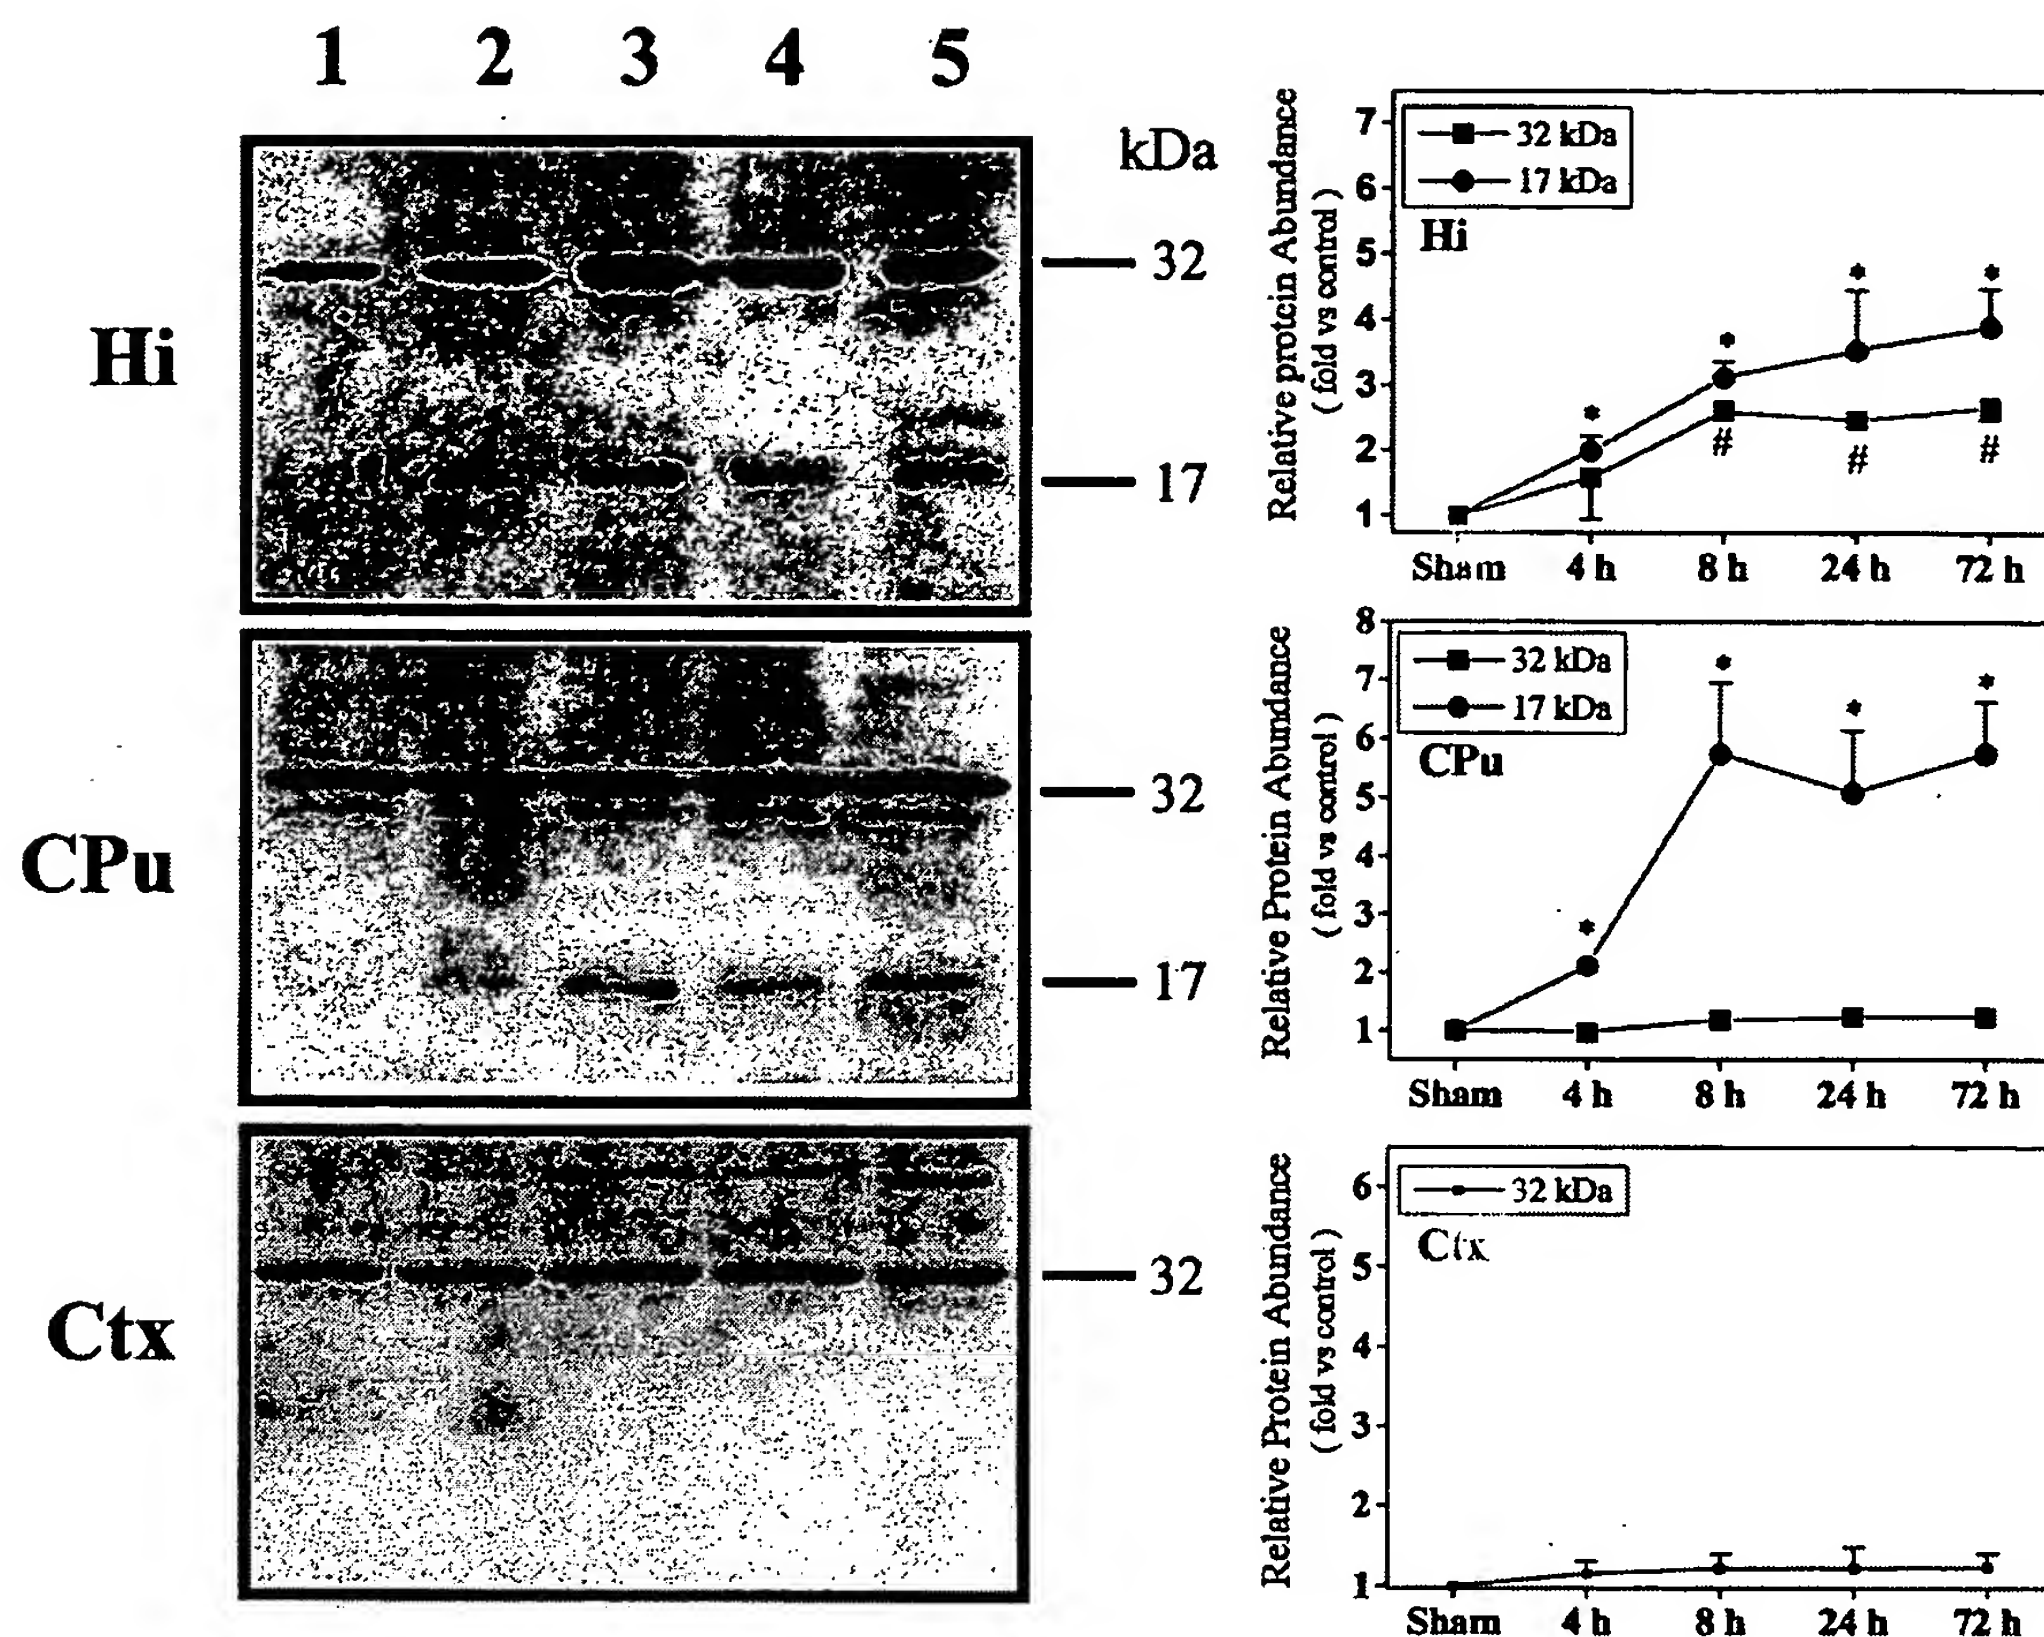 1 2 3 4 5
kDa
Hi
32
17
CPu
32
17
Ctx
32
Relative protein Abundance
( fold vs control )
7
6
5
4
3
2
1
32 kDa
17 kDa
Hi
*
*
*
*
#
#
#
Sham 4 h 8 h 24 h 72 h
Relative Protein Abundance
( fold vs control )
8
7
6
5
4
3
2
1
32 kDa
17 kDa
CPu
*
*
*
*
Sham 4 h 8 h 24 h 72 h
Relative Protein Abundance
( fold vs control )
6
5
4
3
2
1
32 kDa
Ctx
Sham 4 h 8 h 24 h 72 h